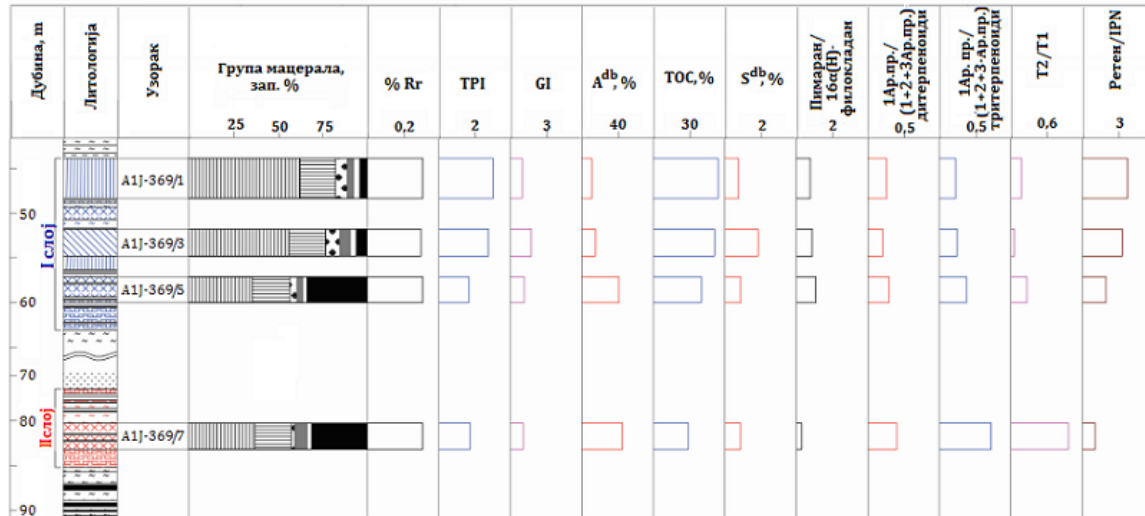 Дубина, m
Литологија
Узорак
Група мацерала,
зап. %
25 50 75
% Rr
0,2
TPI
2
GI
3
A^db, %
40
TOC, %
30
S^db, %
2
Пимаран/
16α(H)-
филокладан
2
1Ар.пр./
(1+2+3Ар.пр.)
дитерпеноиди
0,5
1Ар. пр./
(1+2+3-Ар.пр.)
тритерпеноиди
0,5
T2/T1
0,6
Ретен/IPN
3
50
60
70
80
90
I слој
IIслој
A1J-369/1
A1J-369/3
A1J-369/5
A1J-369/7